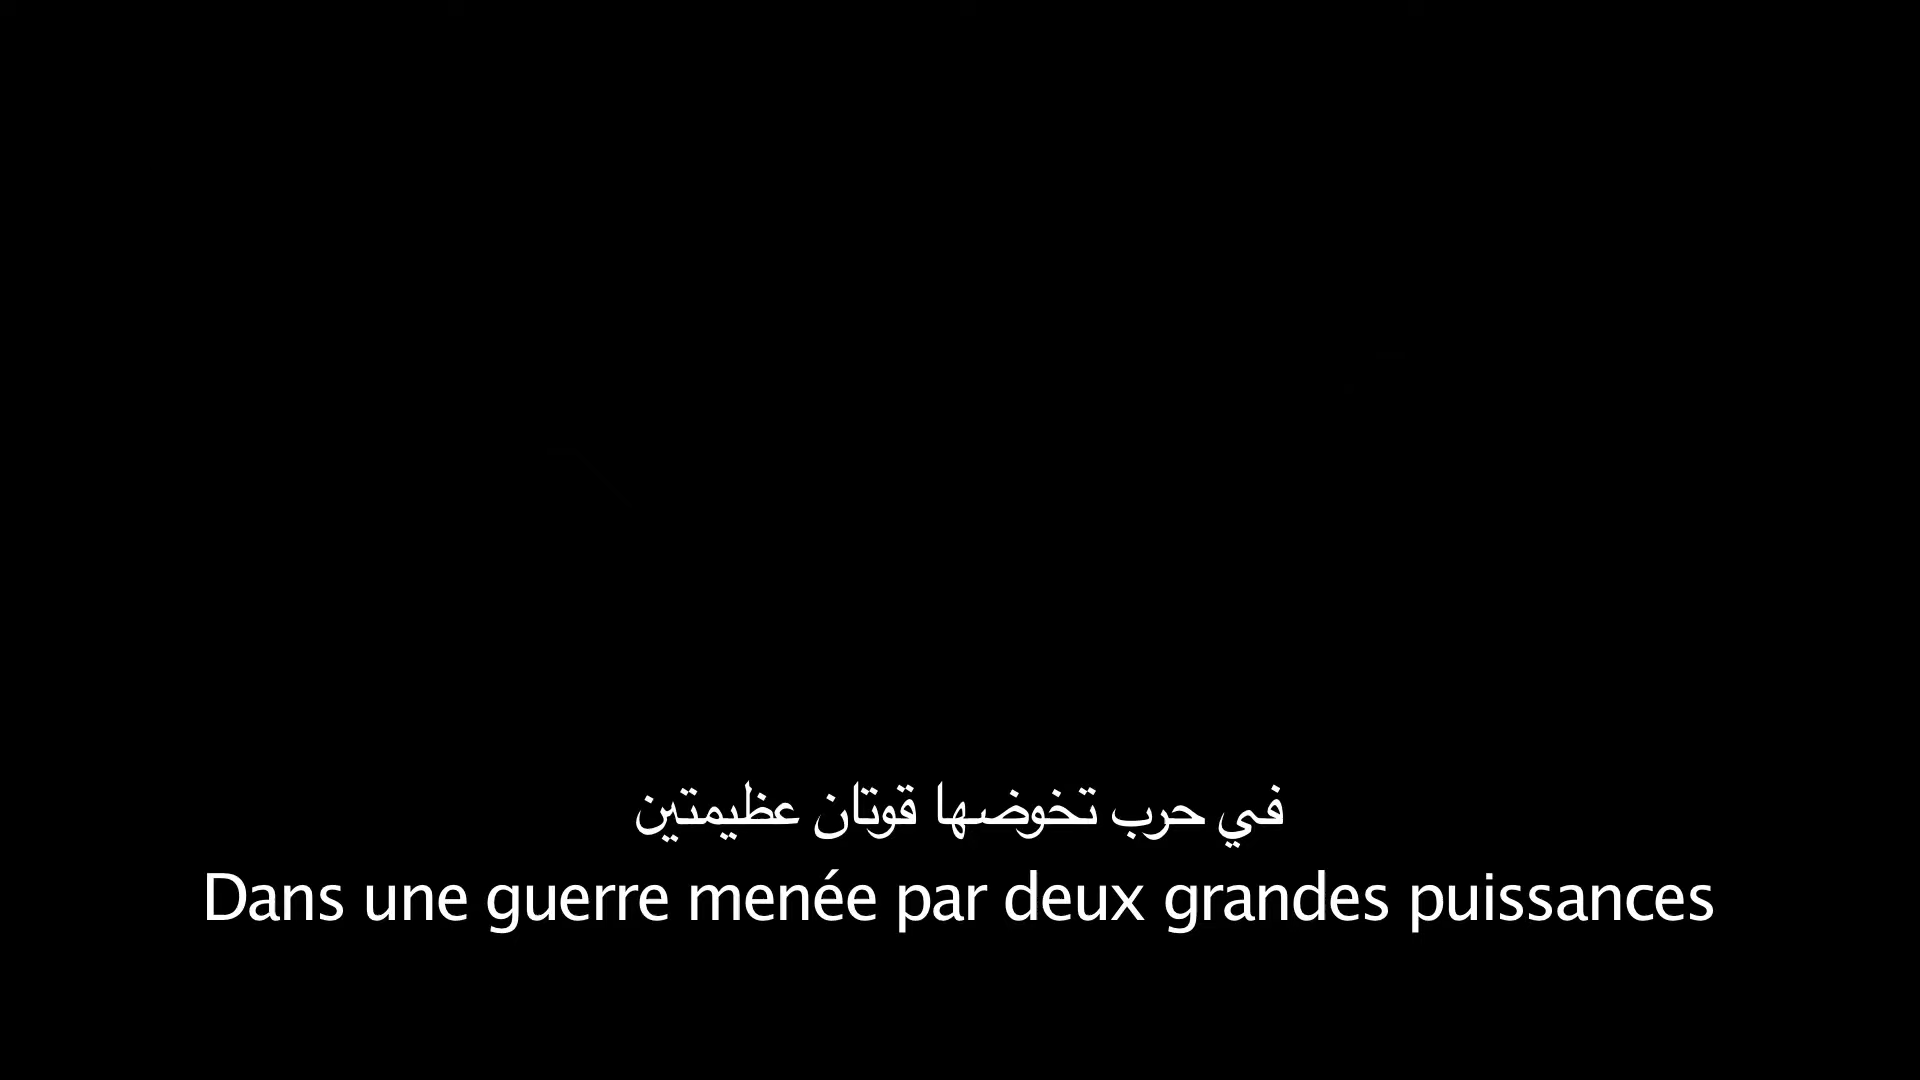 في حرب تخوضها قوتان عظيمتين
Dans une guerre menée par deux grandes puissances